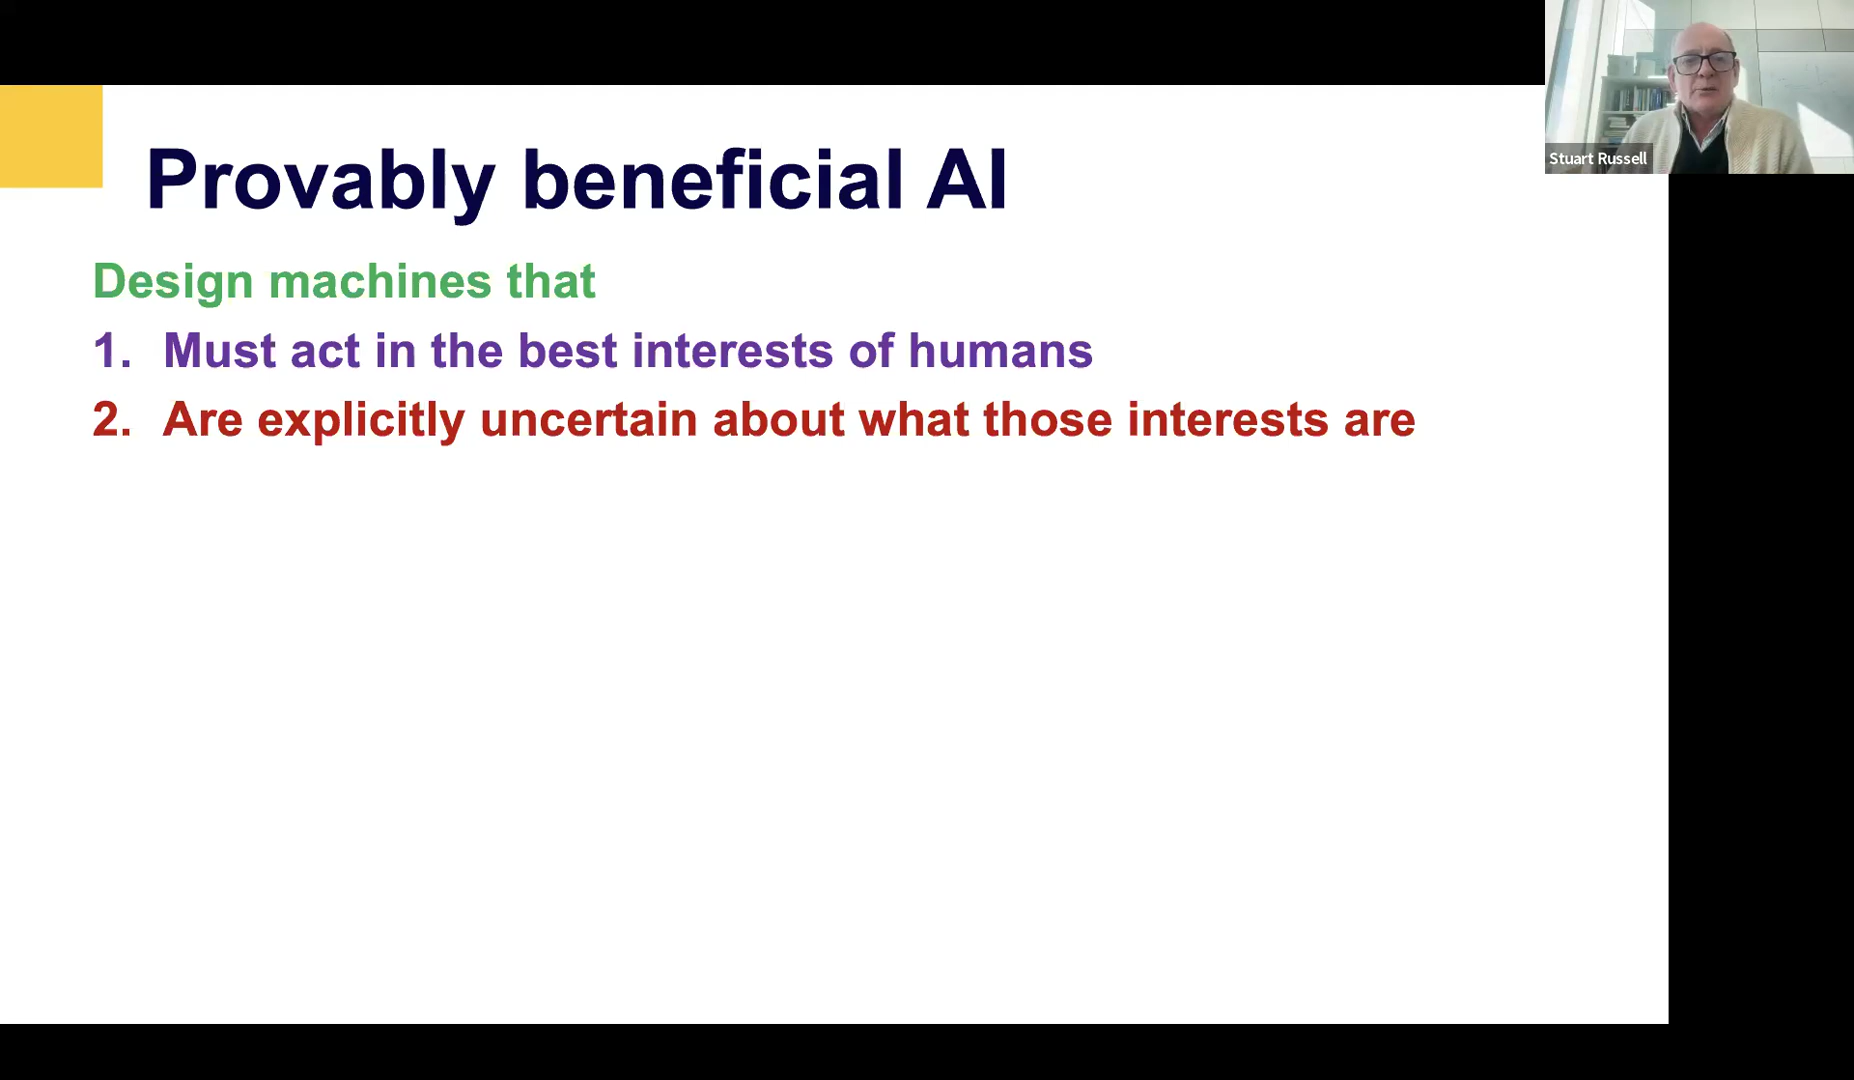 Provably beneficial AI
Design machines that
1. Must act in the best interests of humans
2. Are explicitly uncertain about what those interests are
Stuart Russell